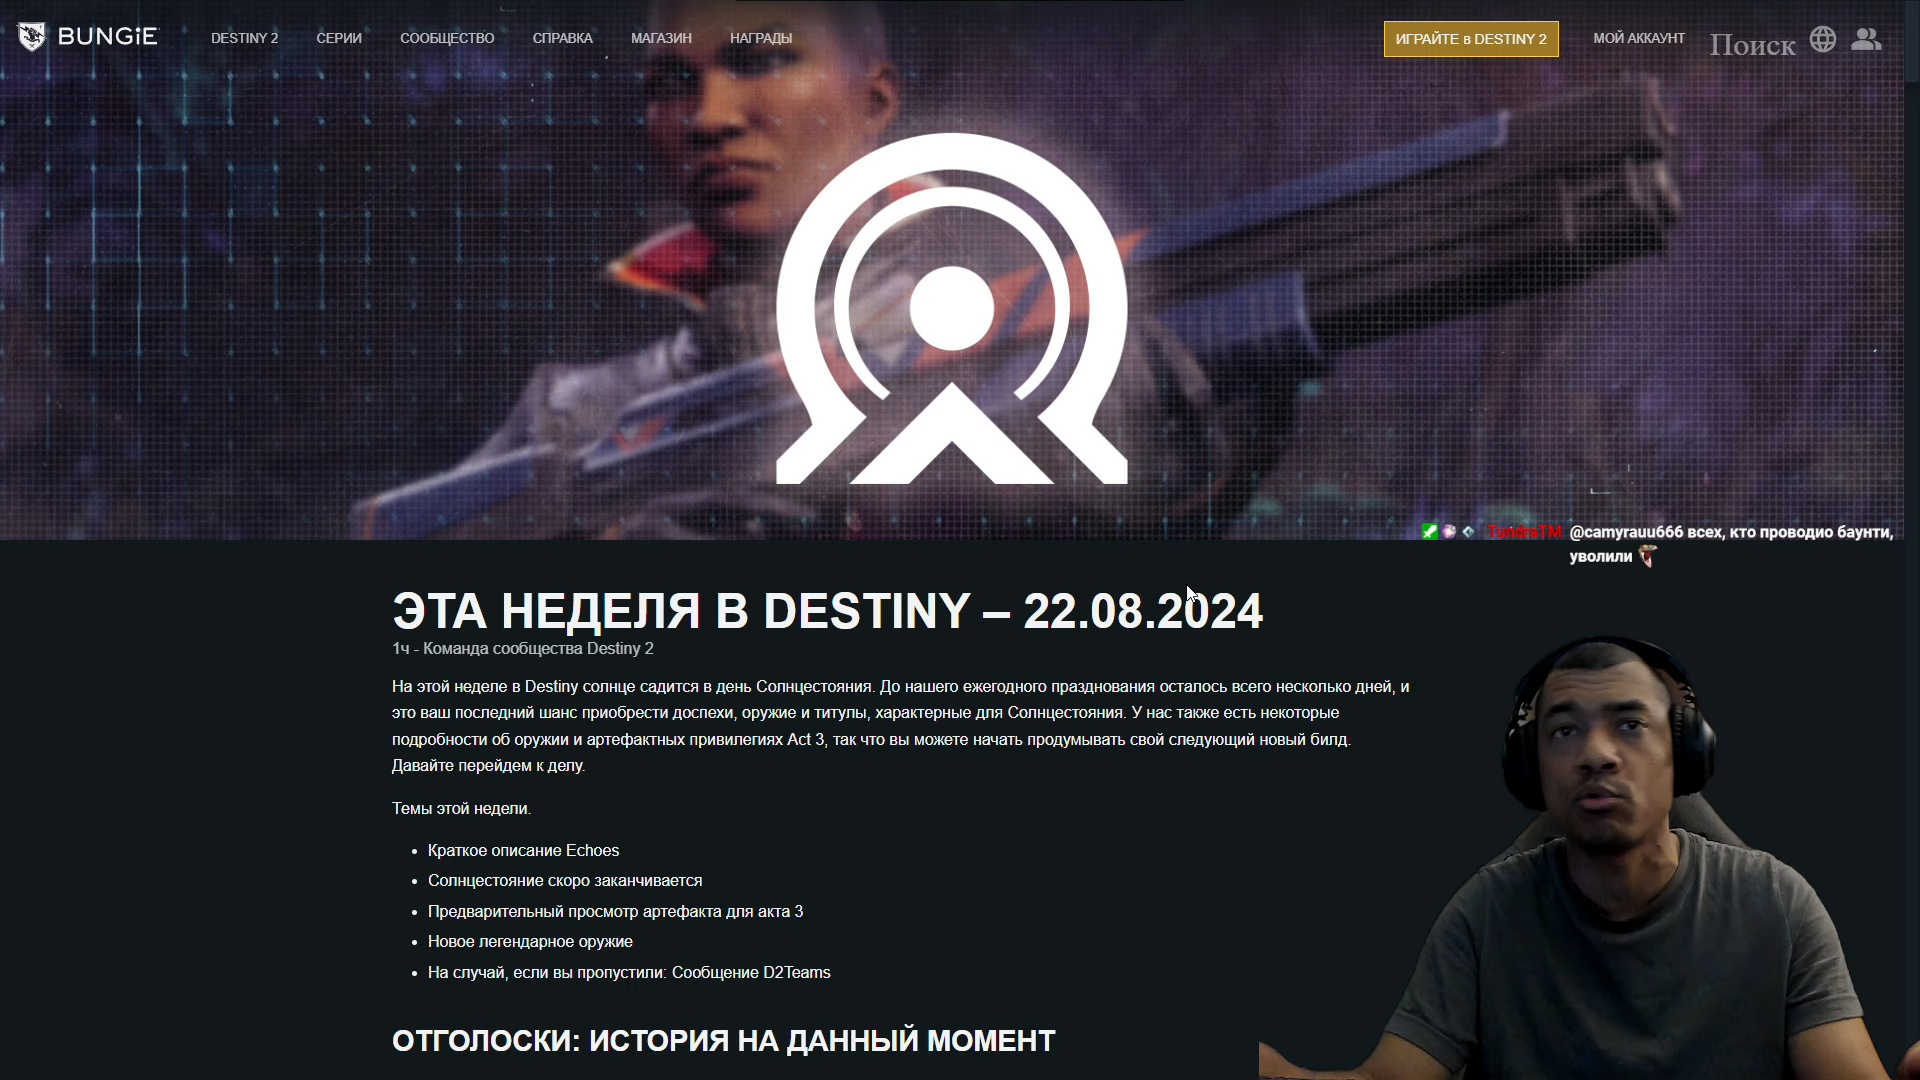 BUNGiE
DESTINY 2
СЕРИИ
СООБЩЕСТВО
СПРАВКА
МАГАЗИН
НАГРАДЫ
ИГРАЙТЕ в DESTINY 2
МОЙ АККАУНТ
Поиск
TundraTM @camyrauu666 всех, кто проводио баунти,
уволили
ЭТА НЕДЕЛЯ В DESTINY – 22.08.2024
1ч - Команда сообщества Destiny 2
На этой неделе в Destiny солнце садится в день Солнцестояния. До нашего ежегодного празднования осталось всего несколько дней, и
это ваш последний шанс приобрести доспехи, оружие и титулы, характерные для Солнцестояния. У нас также есть некоторые
подробности об оружии и артефактных привилегиях Act 3, так что вы можете начать продумывать свой следующий новый билд.
Давайте перейдем к делу.
Темы этой недели.
• Краткое описание Echoes
• Солнцестояние скоро заканчивается
• Предварительный просмотр артефакта для акта 3
• Новое легендарное оружие
• На случай, если вы пропустили: Сообщение D2Teams
ОТГОЛОСКИ: ИСТОРИЯ НА ДАННЫЙ МОМЕНТ